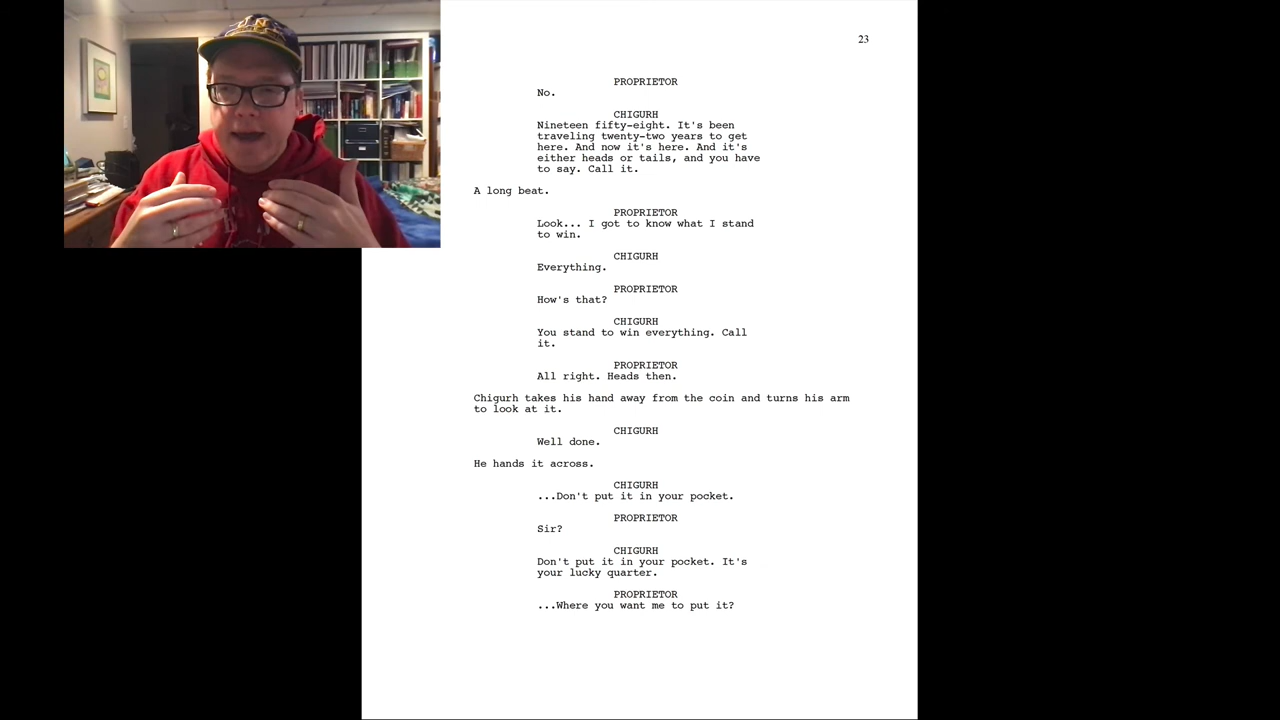 23
PROPRIETOR
No.
CHIGURH
Nineteen fifty-eight. It's been
traveling twenty-two years to get
here. And now it's here. And it's
either heads or tails, and you have
to say. Call it.
A long beat.
PROPRIETOR
Look... I got to know what I stand
to win.
CHIGURH
Everything.
PROPRIETOR
How's that?
CHIGURH
You stand to win everything. Call
it.
PROPRIETOR
All right. Heads then.
Chigurh takes his hand away from the coin and turns his arm
to look at it.
CHIGURH
Well done.
He hands it across.
CHIGURH
...Don't put it in your pocket.
PROPRIETOR
Sir?
CHIGURH
Don't put it in your pocket. It's
your lucky quarter.
PROPRIETOR
...Where you want me to put it?